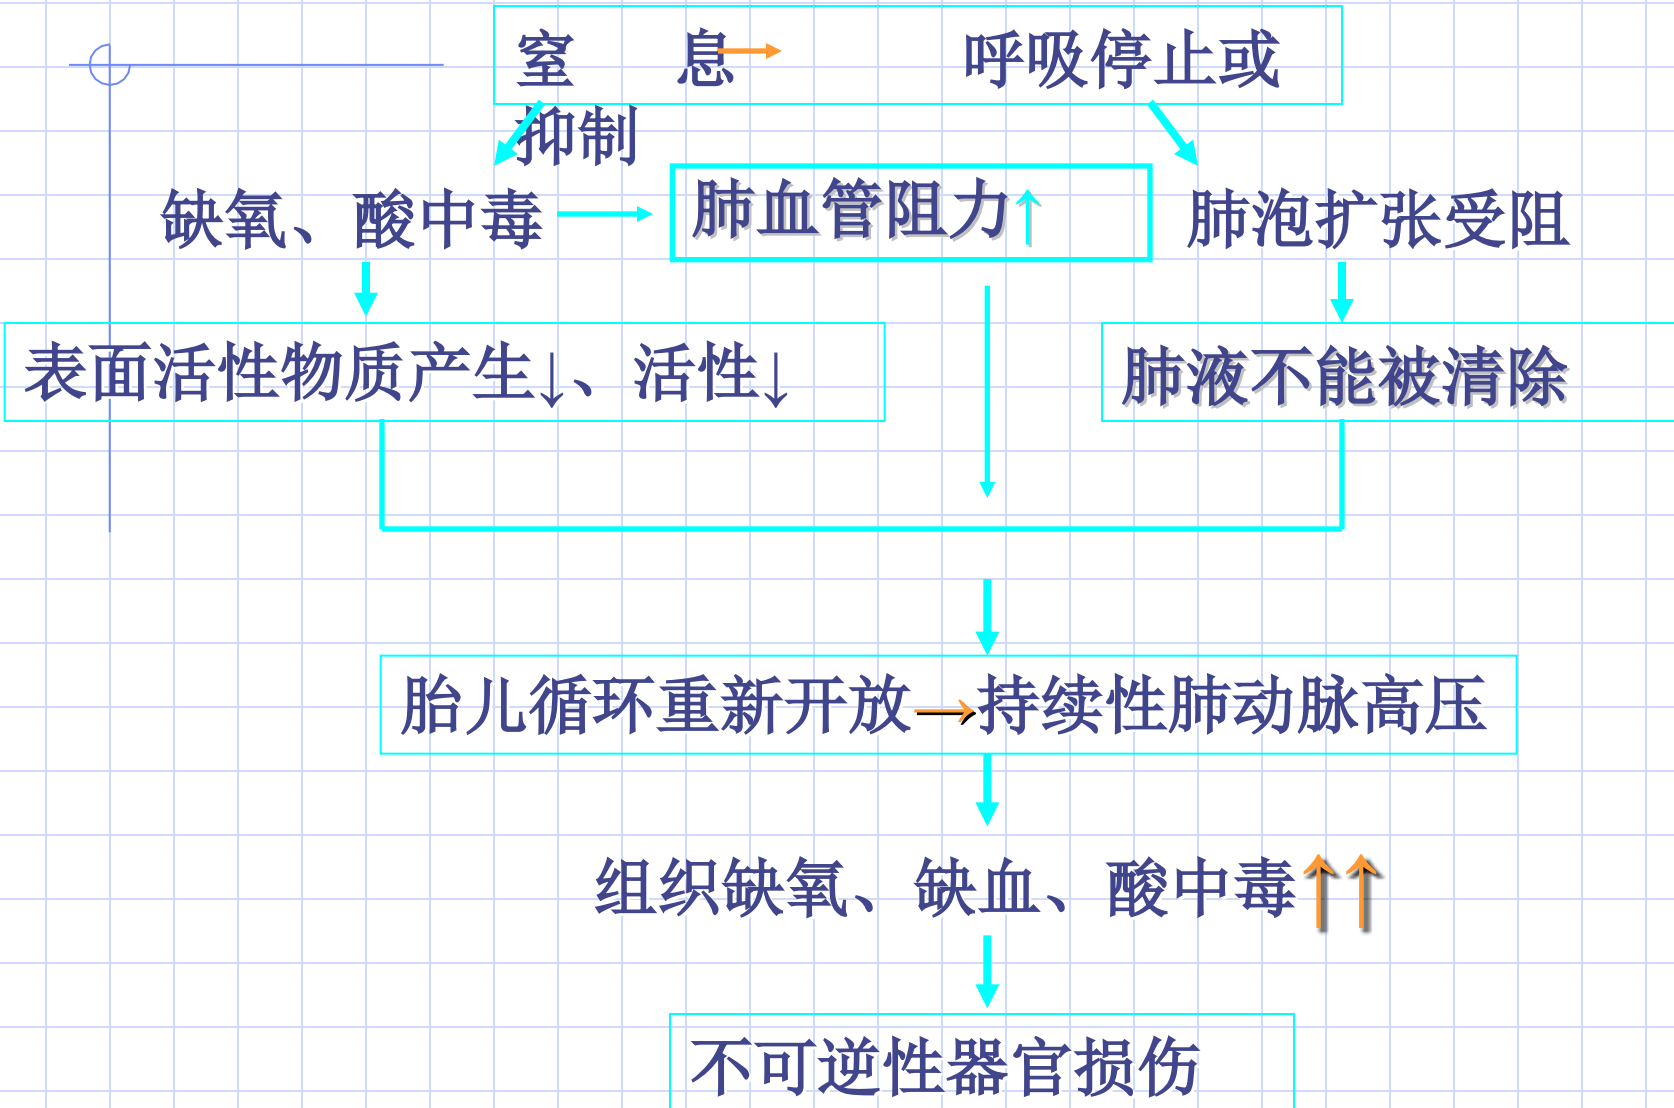 窒 息→ 呼吸停止或
抑制
缺氧、酸中毒
肺血管阻力↑
肺泡扩张受阻
表面活性物质产生↓、活性↓
肺液不能被清除
胎儿循环重新开放→持续性肺动脉高压
组织缺氧、缺血、酸中毒↑↑
不可逆性器官损伤